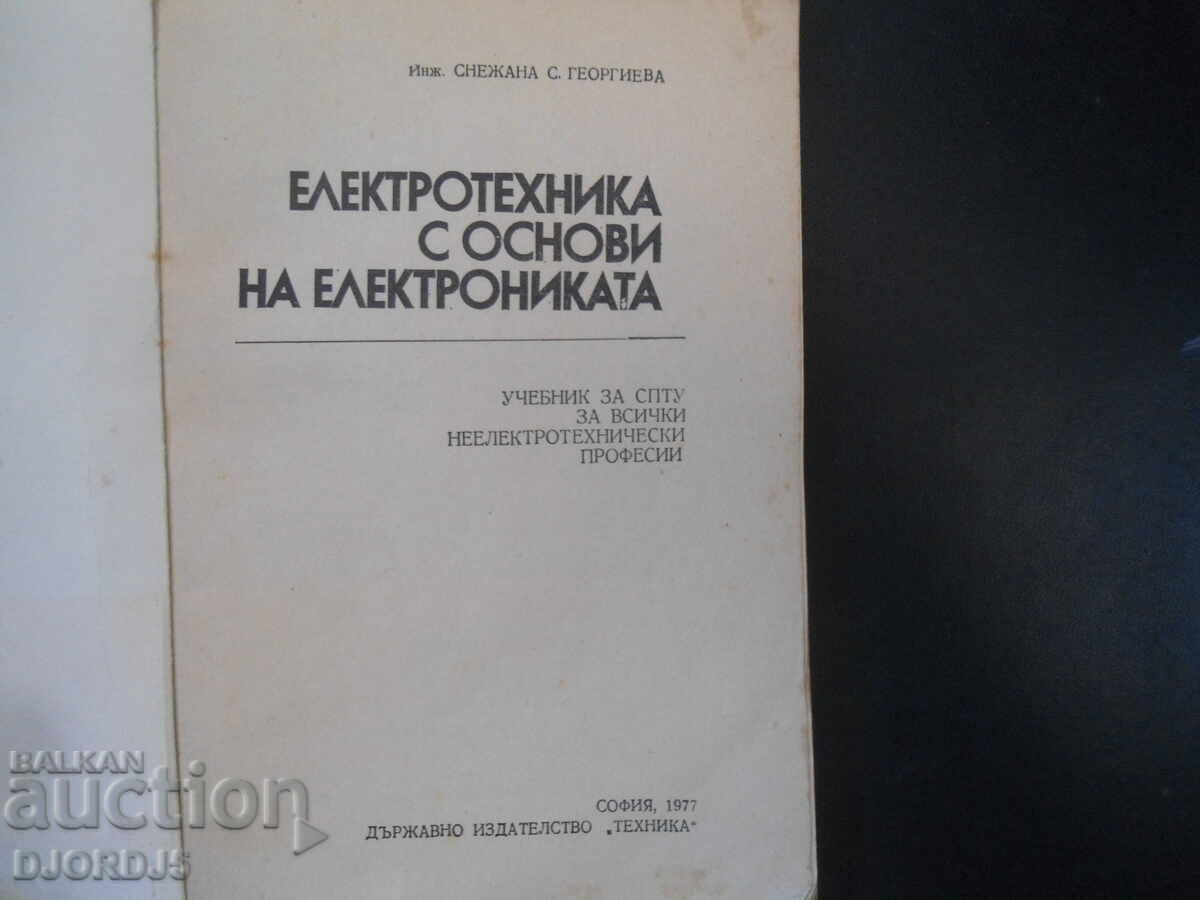 Инж. СНЕЖАНА С. ГЕОРГИЕВА
ЕЛЕКТРОТЕХНИКА
С ОСНОВИ
НА ЕЛЕКТРОНИКАТА
УЧЕБНИК ЗА СПТУ
ЗА ВСИЧКИ
НЕЕЛЕКТРОТЕХНИЧЕСКИ
ПРОФЕСИИ
СОФИЯ, 1977
ДЪРЖАВНО ИЗДАТЕЛСТВО „ТЕХНИКА“
BALKAN
auction
DJORDJ5